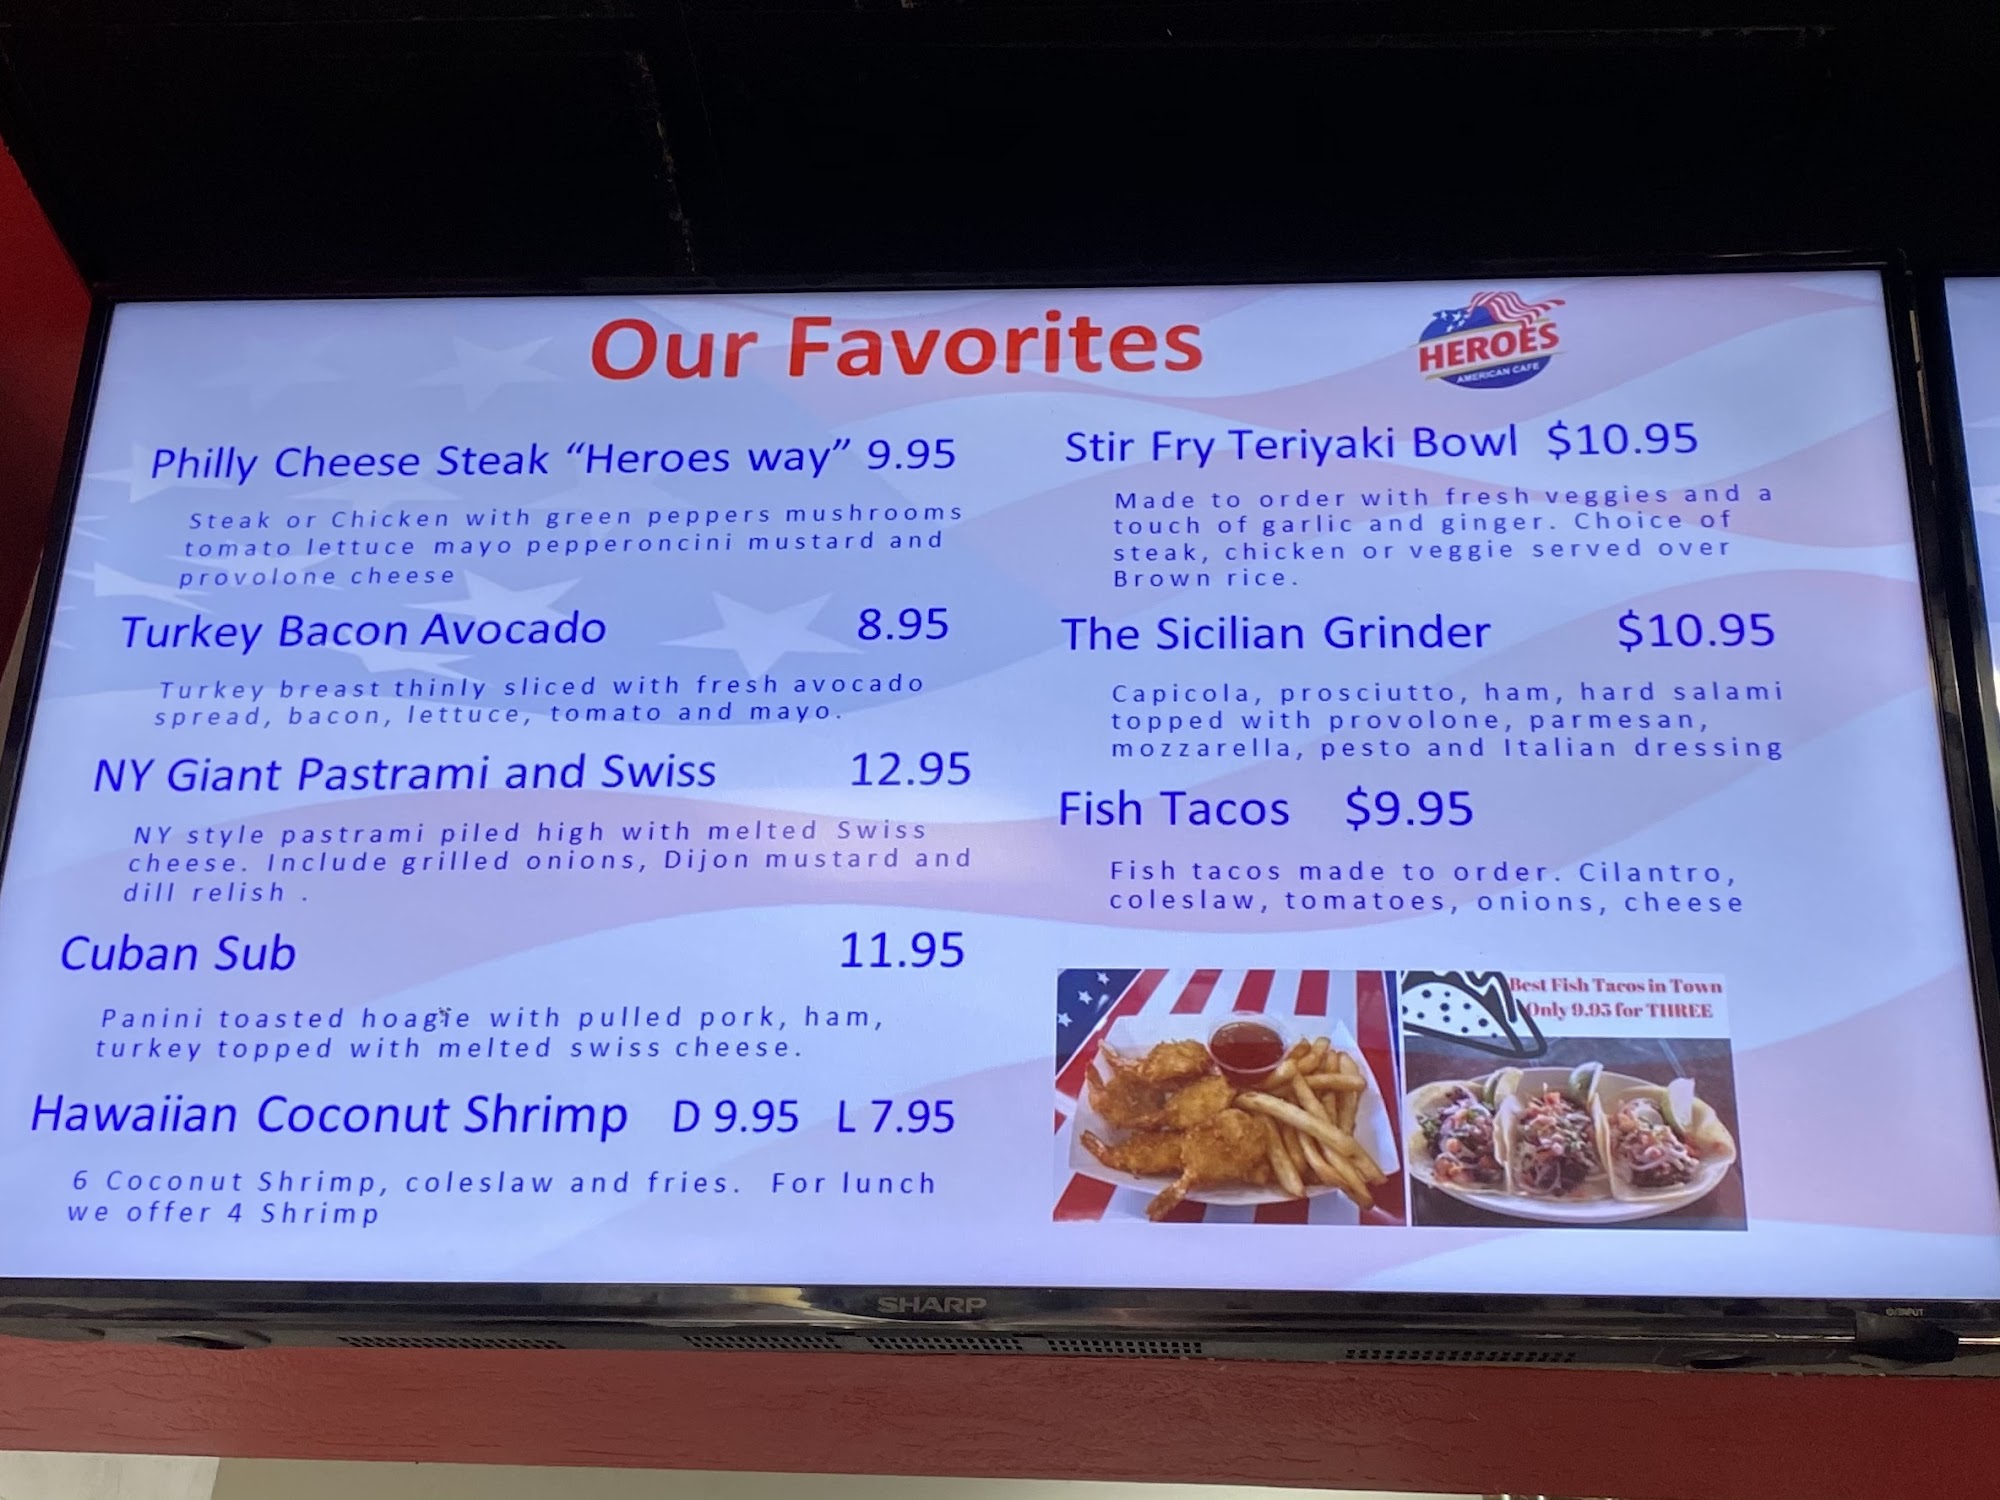 Our Favorites
HEROES
AMERICAN CAFE
Philly Cheese Steak “Heroes way” 9.95
Steak or Chicken with green peppers mushrooms
tomato lettuce mayo pepperoncini mustard and
provolone cheese
Turkey Bacon Avocado 8.95
Turkey breast thinly sliced with fresh avocado
spread, bacon, lettuce, tomato and mayo.
NY Giant Pastrami and Swiss 12.95
NY style pastrami piled high with melted Swiss
cheese. Include grilled onions, Dijon mustard and
dill relish .
Cuban Sub 11.95
Panini toasted hoagie with pulled pork, ham,
turkey topped with melted swiss cheese.
Hawaiian Coconut Shrimp D 9.95 L 7.95
6 Coconut Shrimp, coleslaw and fries. For lunch
we offer 4 Shrimp
Stir Fry Teriyaki Bowl $10.95
Made to order with fresh veggies and a
touch of garlic and ginger. Choice of
steak, chicken or veggie served over
Brown rice.
The Sicilian Grinder $10.95
Capicola, prosciutto, ham, hard salami
topped with provolone, parmesan,
mozzarella, pesto and Italian dressing
Fish Tacos $9.95
Fish tacos made to order. Cilantro,
coleslaw, tomatoes, onions, cheese
Best Fish Tacos in Town
Only 9.95 for THREE
SHARP